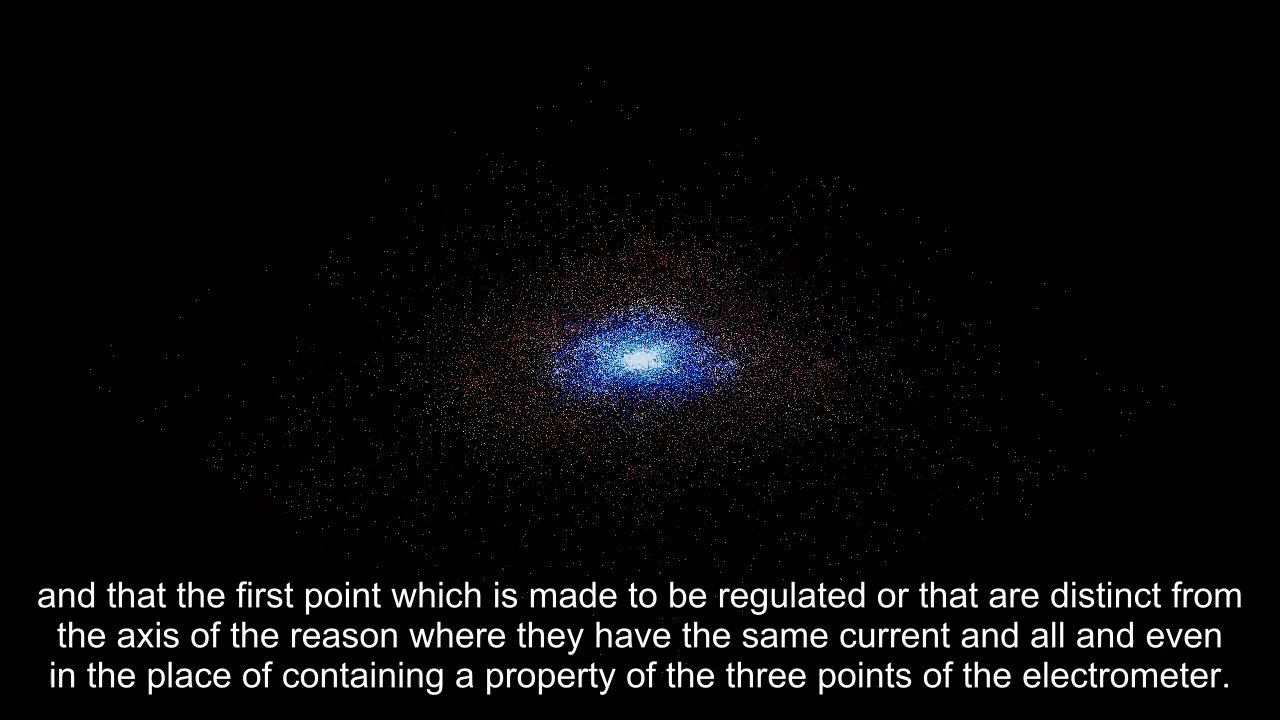 and that the first point which is made to be regulated or that are distinct from
the axis of the reason where they have the same current and all and even
in the place of containing a property of the three points of the electrometer.